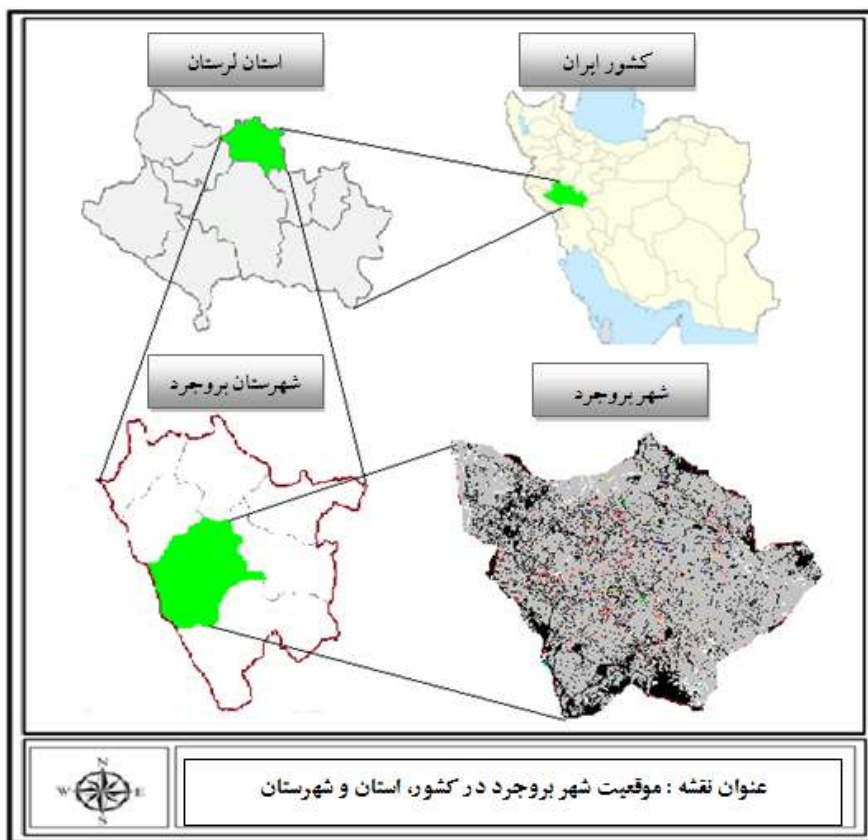 کشور ایران
استان لرستان
شهر بروجرد
شهرستان بروجرد
عنوان نقشه : موقعیت شهر بروجرد در کشور، استان و شهرستان
N
W E
S